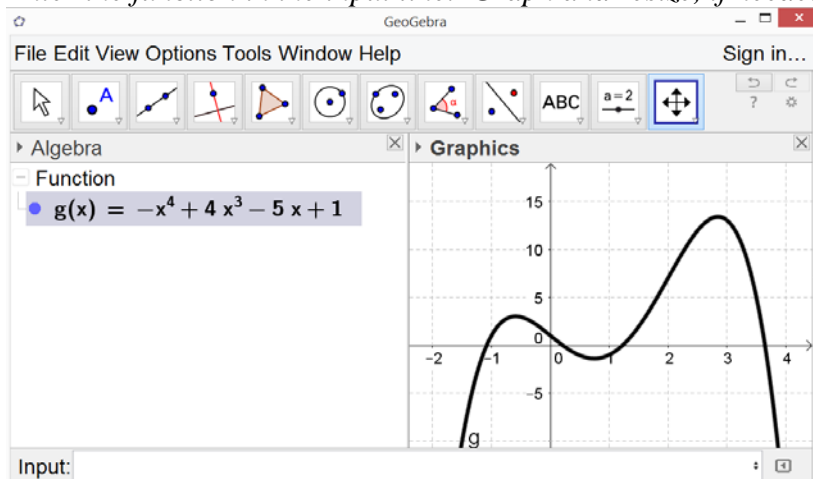 GeoGebra
File Edit View Options Tools Window Help
Sign in...
A
α
ABC
a=2
?
Algebra
Graphics
Function
g(x) = −x⁴ + 4 x³ − 5 x + 1
15
10
5
0
−2 −1 0 1 2 3 4
−5
g
Input: